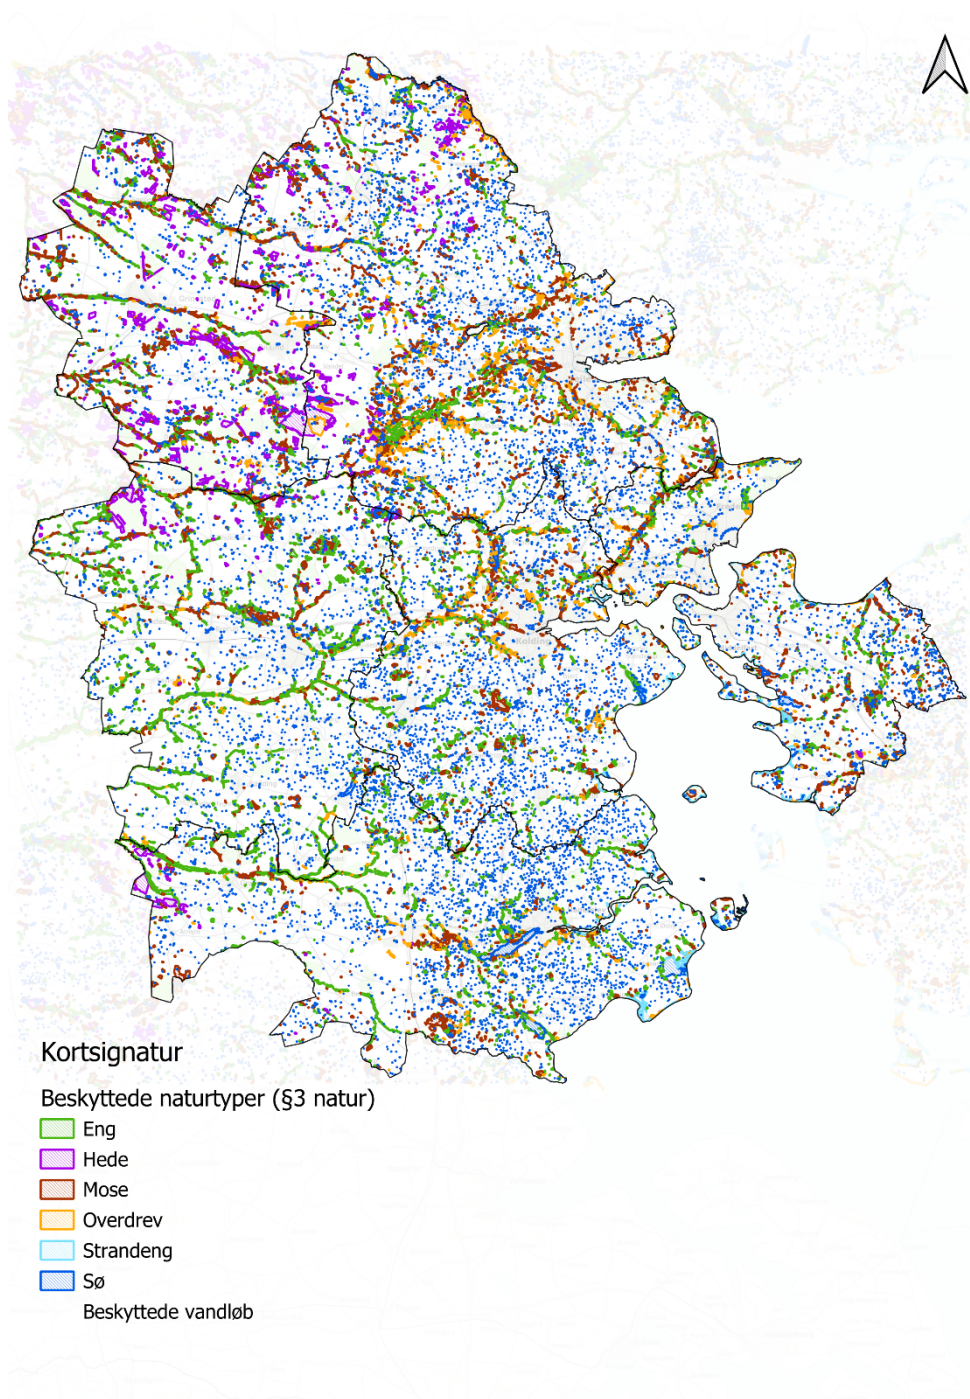 Kortsignatur
Beskyttede naturtyper (§3 natur)
Eng
Hede
Mose
Overdrev
Strandeng
Sø
Beskyttede vandløb